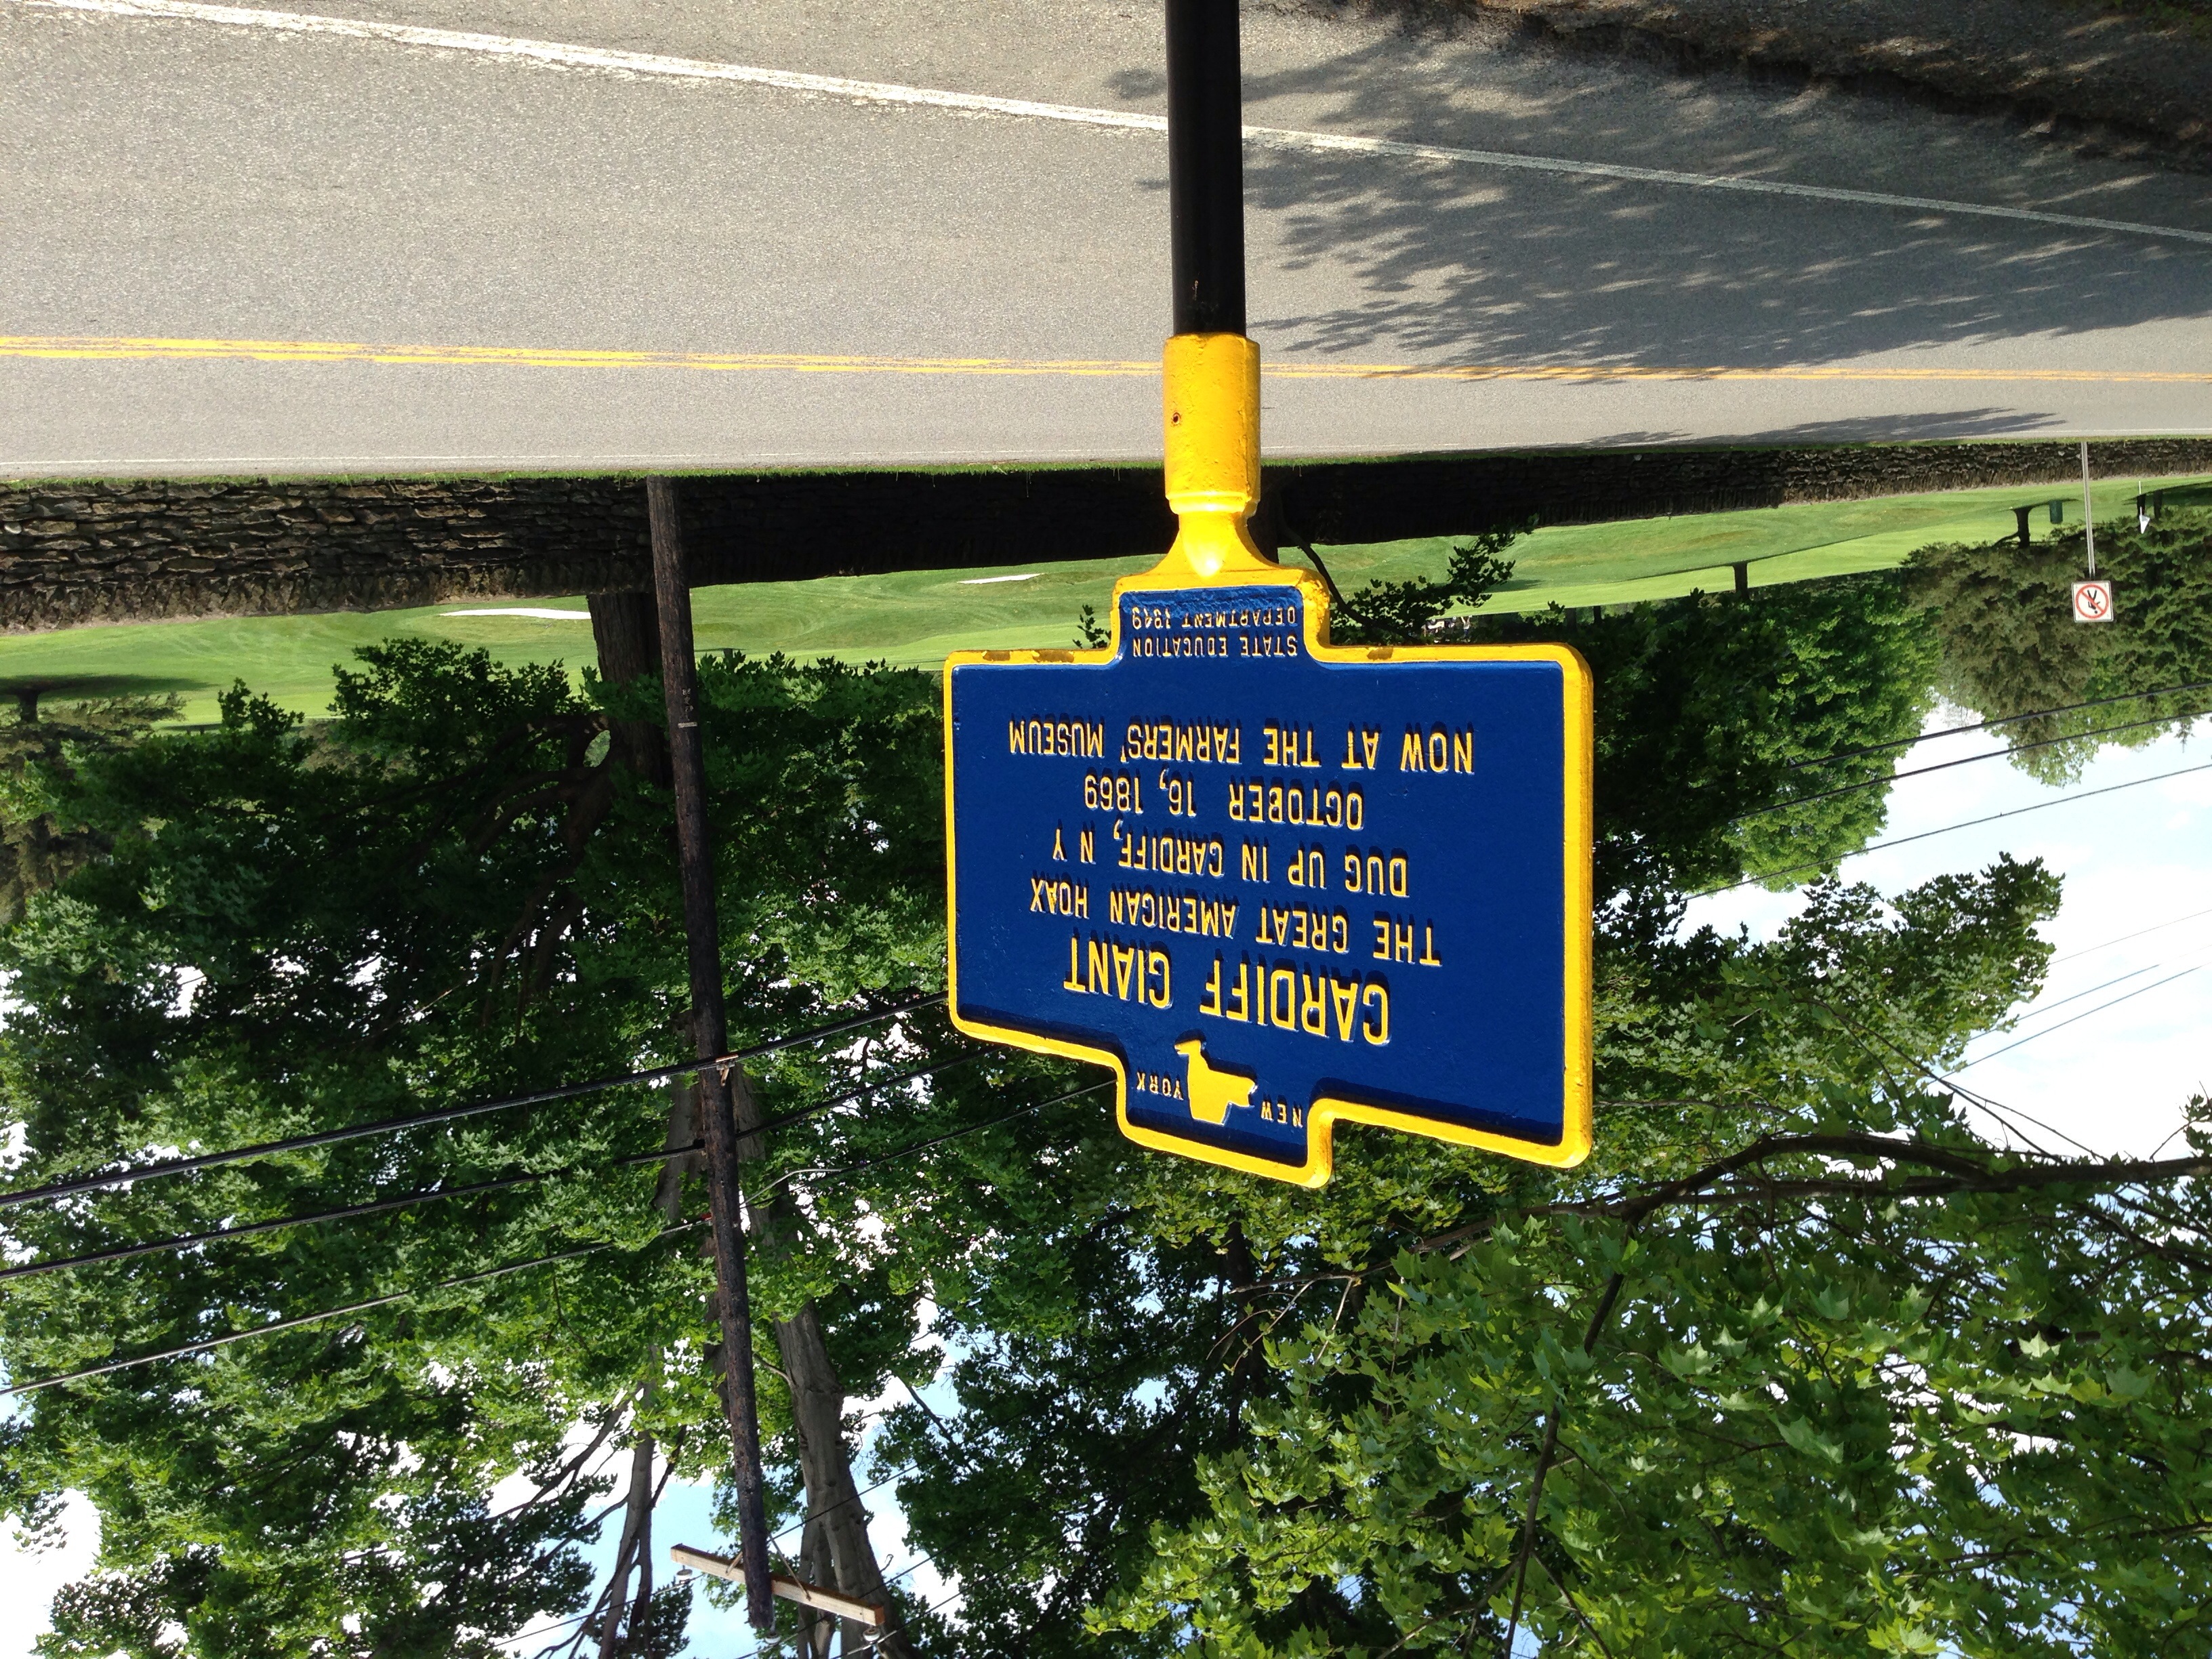 NEW YORK
CARDIFF GIANT
THE GREAT AMERICAN HOAX
DUG UP IN CARDIFF, N Y
OCTOBER 16, 1869
NOW AT THE FARMERS' MUSEUM
STATE EDUCATION
DEPARTMENT 1949